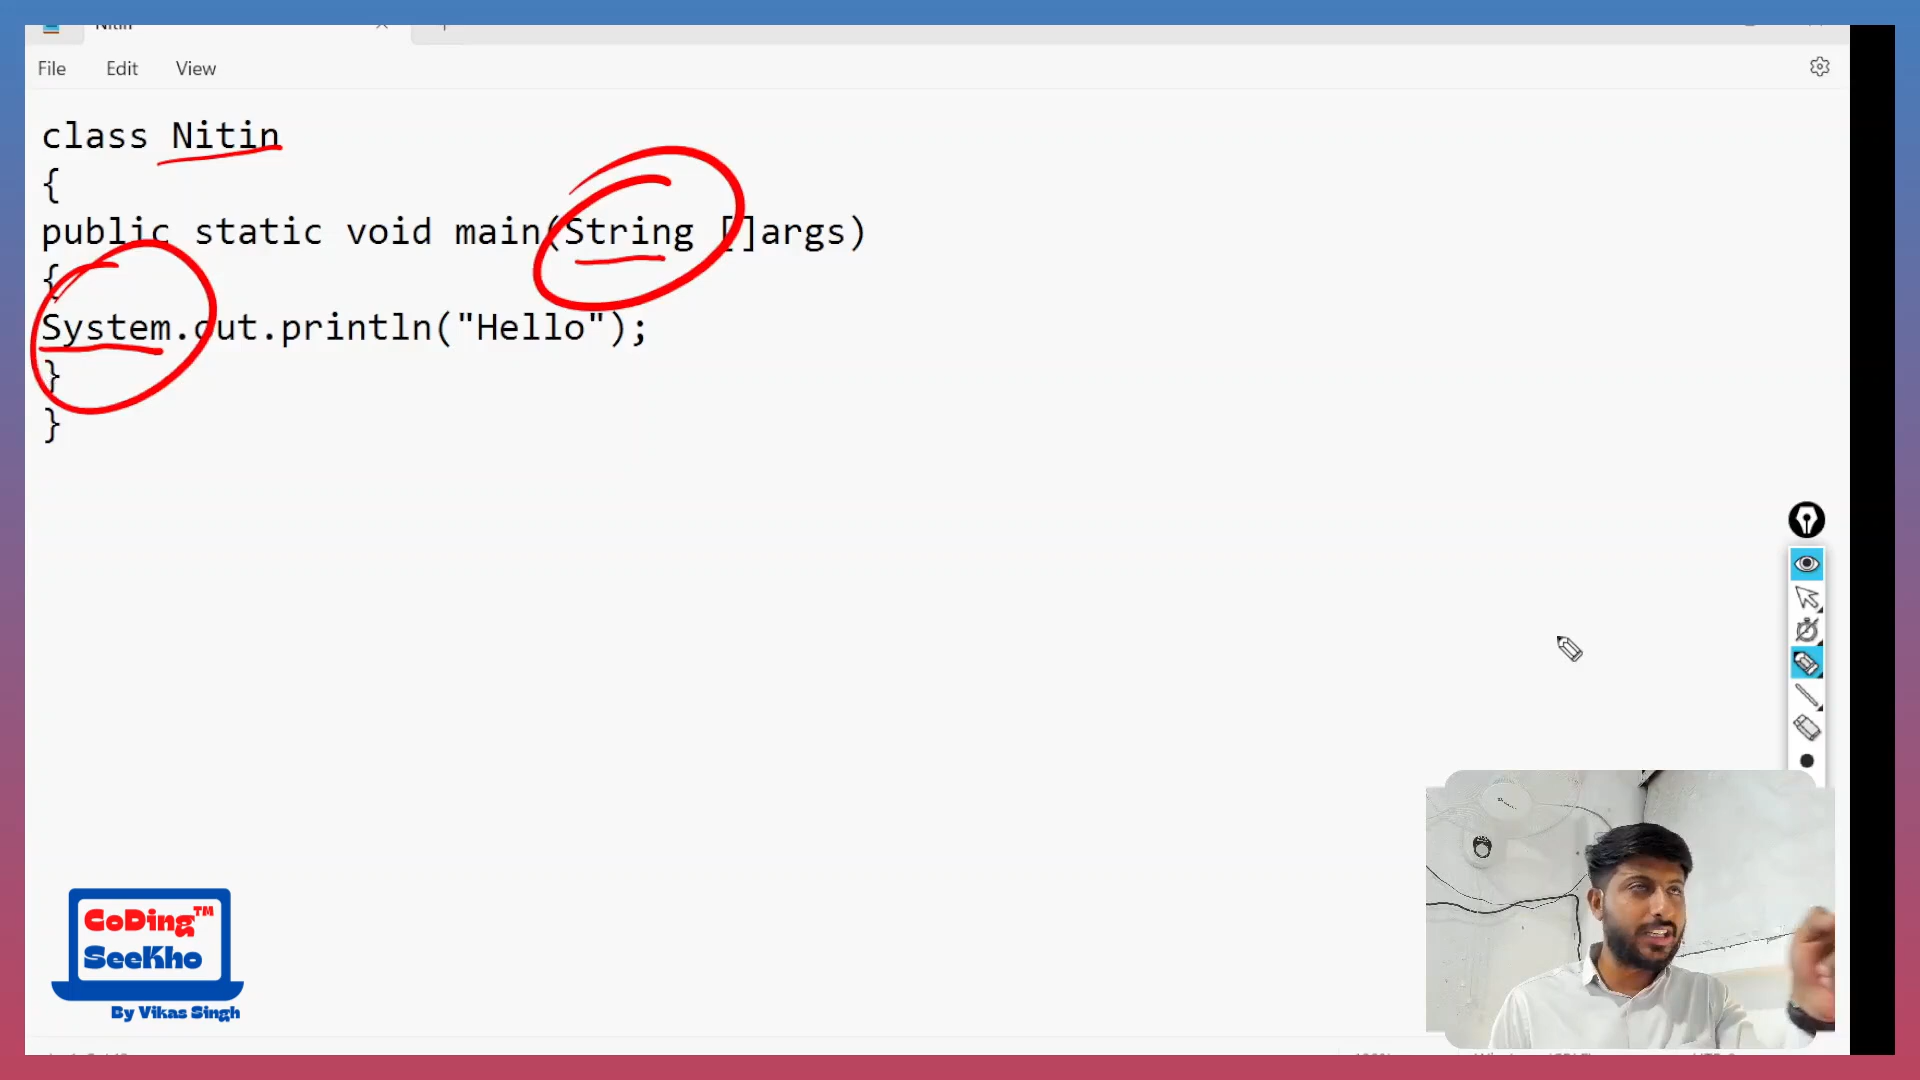 Nitin
File Edit View
class Nitin
{
public static void main(String []args)
{
System.out.println("Hello");
}
}
CoDing™
SeeKho
By Vikas Singh